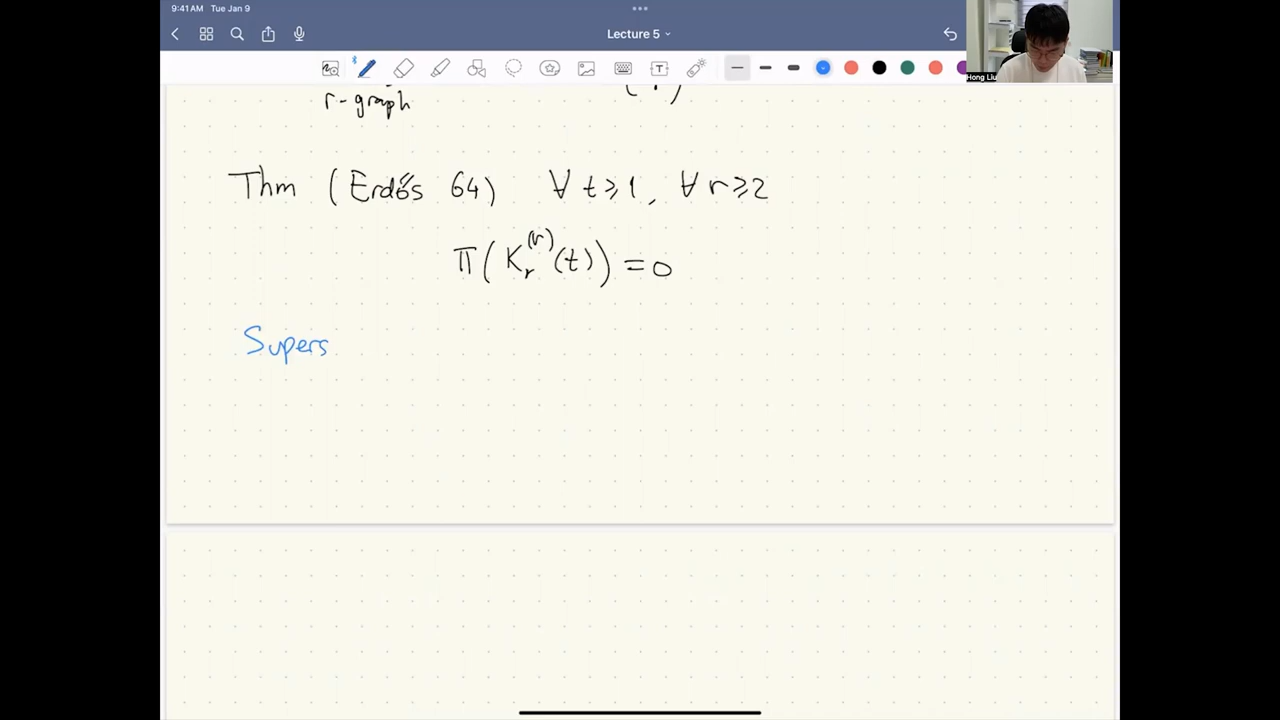 9:41 AM Tue Jan 9
Lecture 5
Hong Liu
r-graph
Thm (Erdős 64) ∀ t≥1, ∀ r≥2
π(K_r^{(r)}(t)) = 0
Supers